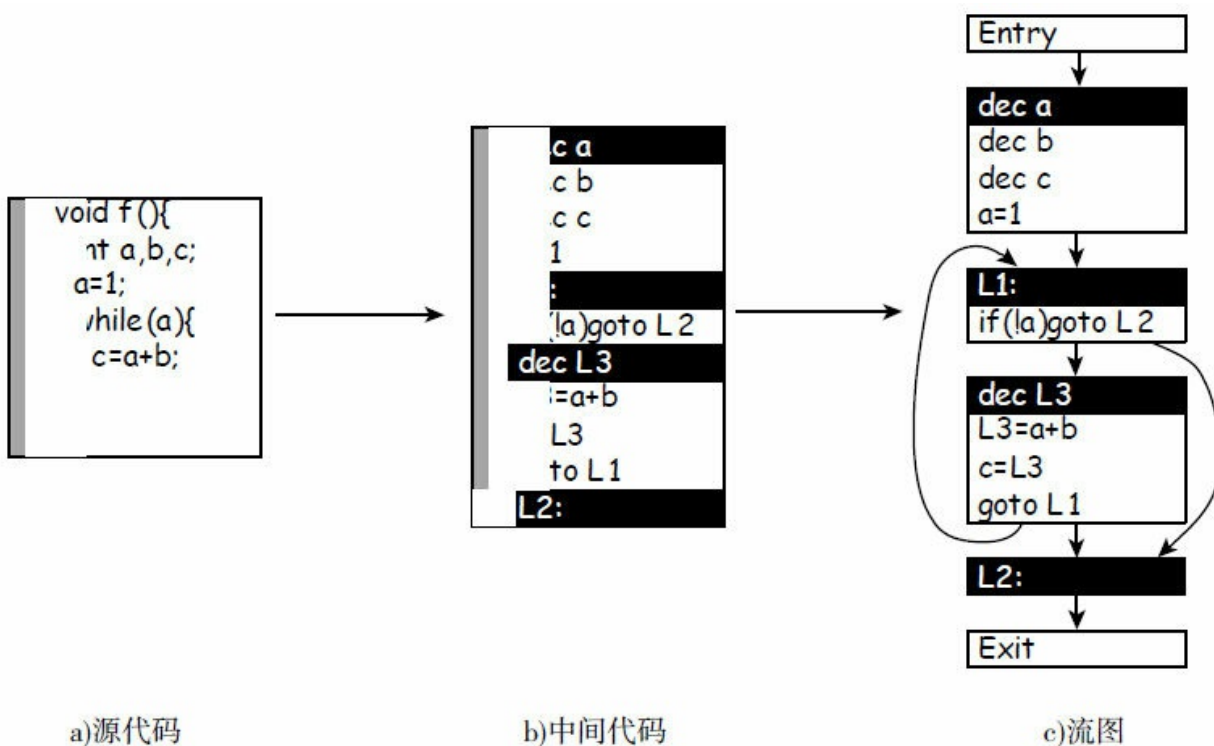 void f(){
nt a,b,c;
a=1;
while(a){
c=a+b;
c a
c b
c c
1
:
(!a)goto L2
dec L3
=a+b
L3
to L1
L2:
Entry
dec a
dec b
dec c
a=1
L1:
if(!a)goto L2
dec L3
L3=a+b
c=L3
goto L1
L2:
Exit
a)源代码
b)中间代码
c)流图